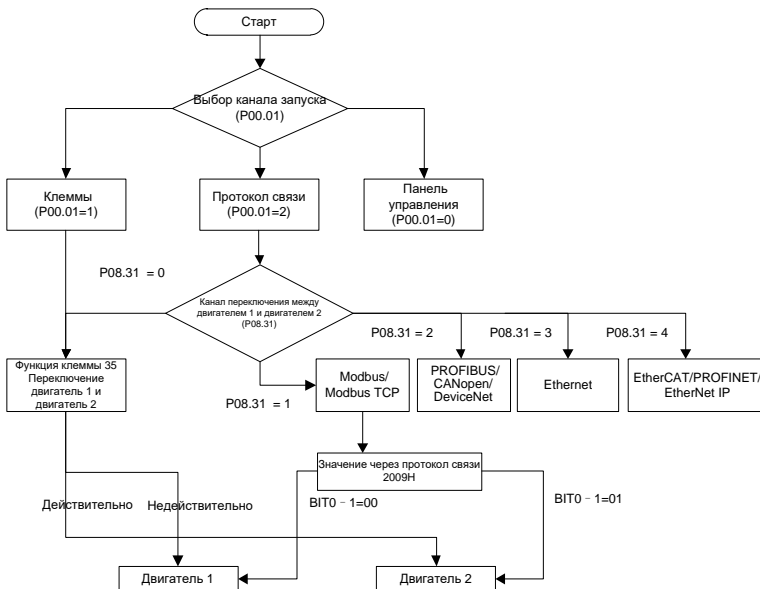 Старт
Выбор канала запуска
(P00.01)
Клеммы
(P00.01=1)
Протокол связи
(P00.01=2)
Панель
управления
(P00.01=0)
P08.31 = 0
Канал переключения между
двигателем 1 и двигателем 2
(P08.31)
P08.31 = 2
P08.31 = 3
P08.31 = 4
Функция клеммы 35
Переключение
двигатель 1 и
двигатель 2
P08.31 = 1
Modbus/
Modbus TCP
PROFIBUS/
CANopen/
DeviceNet
Ethernet
EtherCAT/PROFINET/
EtherNet IP
Значение через протокол связи
2009H
Действительно
Недействительно
BIT0－1=00
BIT0－1=01
Двигатель 1
Двигатель 2